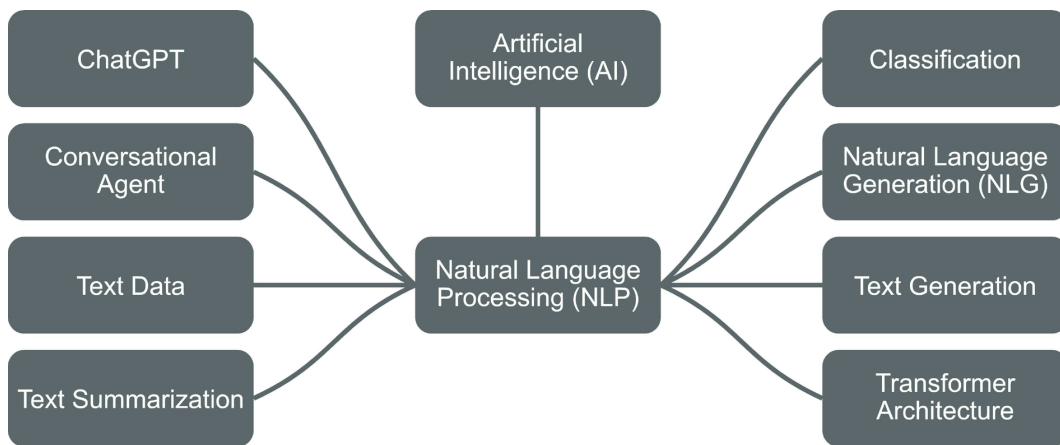 ChatGPT
Conversational
Agent
Text Data
Text Summarization
Artificial
Intelligence (AI)
Natural Language
Processing (NLP)
Classification
Natural Language
Generation (NLG)
Text Generation
Transformer
Architecture